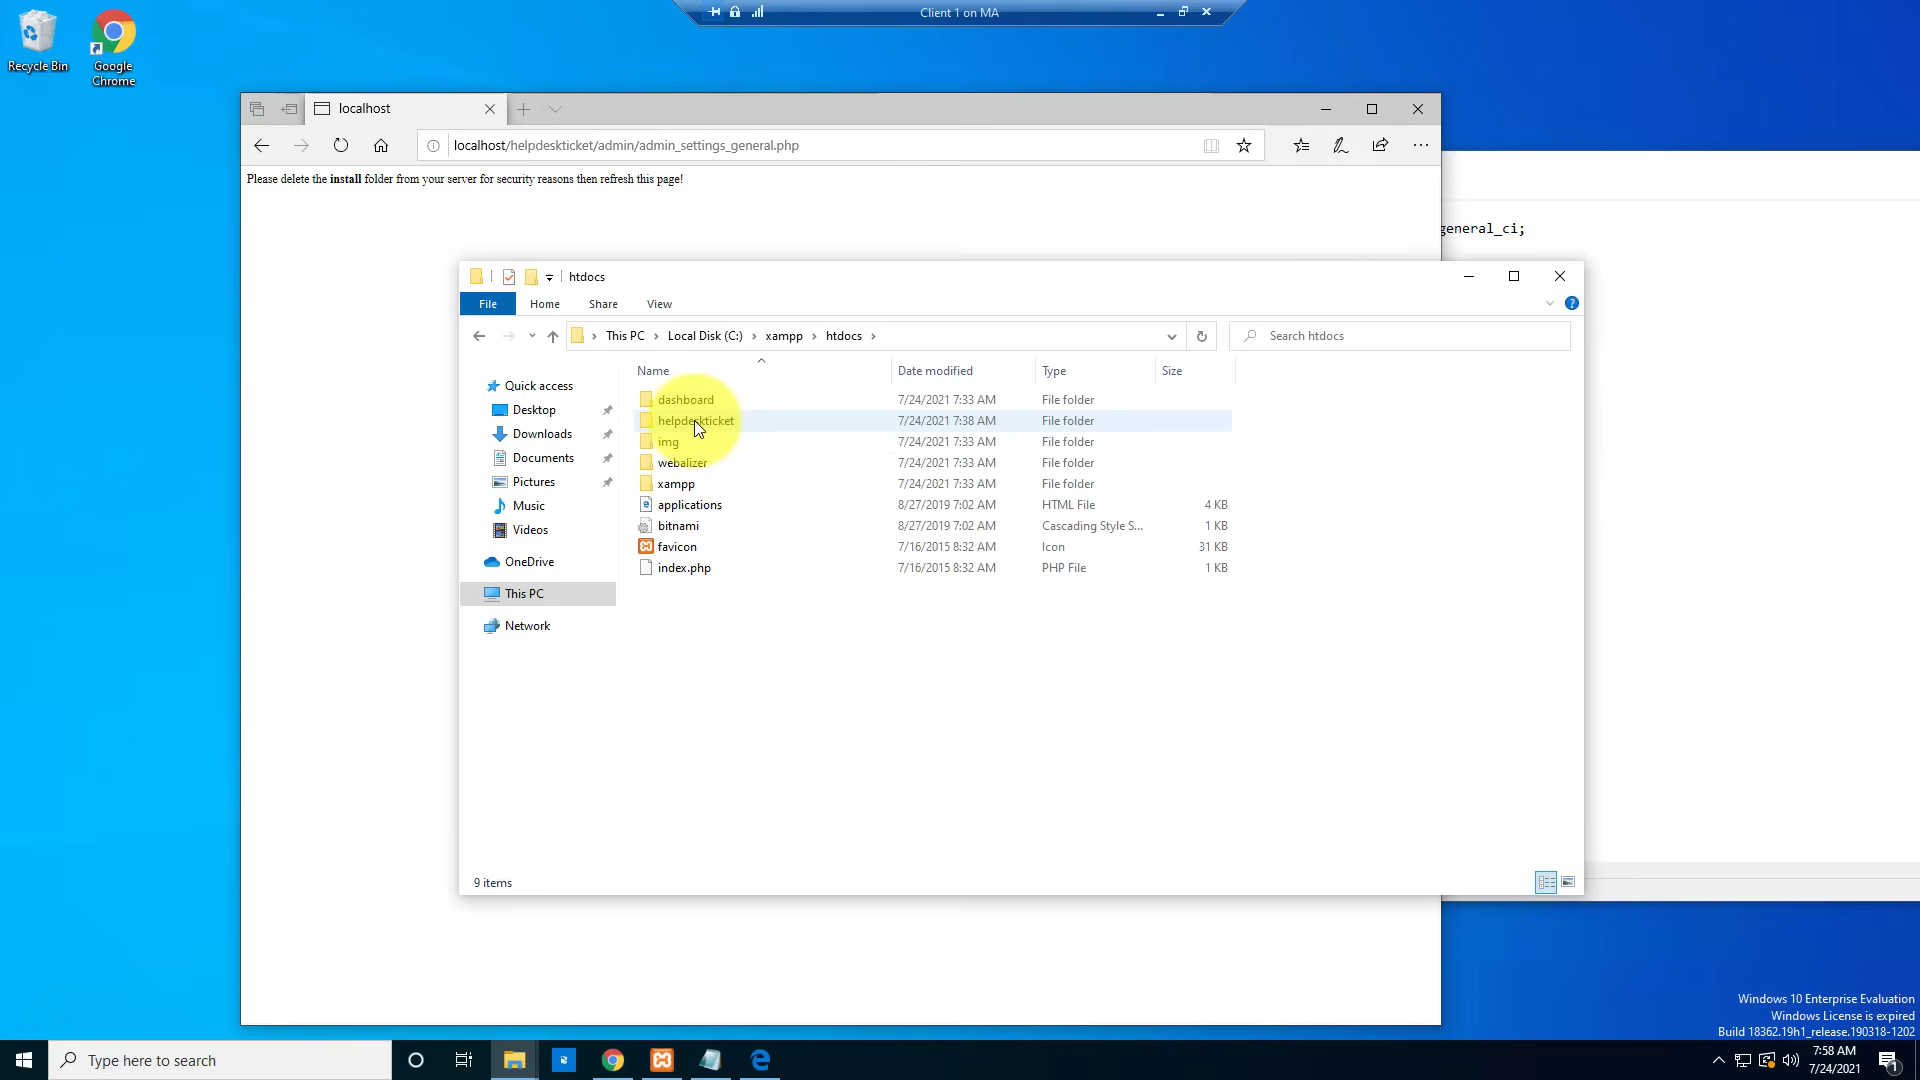 Client 1 on MA
Recycle Bin
Google
Chrome
localhost
localhost/helpdeskticket/admin/admin_settings_general.php
Please delete the install folder from your server for security reasons then refresh this page!
general_ci;
htdocs
File
Home
Share
View
This PC
Local Disk (C:)
xampp
htdocs
Search htdocs
Quick access
Desktop
Downloads
Documents
Pictures
Music
Videos
OneDrive
This PC
Network
Name Date modified Type Size
dashboard 7/24/2021 7:33 AM File folder
helpdeskticket 7/24/2021 7:38 AM File folder
img 7/24/2021 7:33 AM File folder
webalizer 7/24/2021 7:33 AM File folder
xampp 7/24/2021 7:33 AM File folder
applications 8/27/2019 7:02 AM HTML File 4 KB
bitnami 8/27/2019 7:02 AM Cascading Style S... 1 KB
favicon 7/16/2015 8:32 AM Icon 31 KB
index.php 7/16/2015 8:32 AM PHP File 1 KB
9 items
Windows 10 Enterprise Evaluation
Windows License is expired
Build 18362.19h1_release.190318-1202
Type here to search
7:58 AM
7/24/2021
1